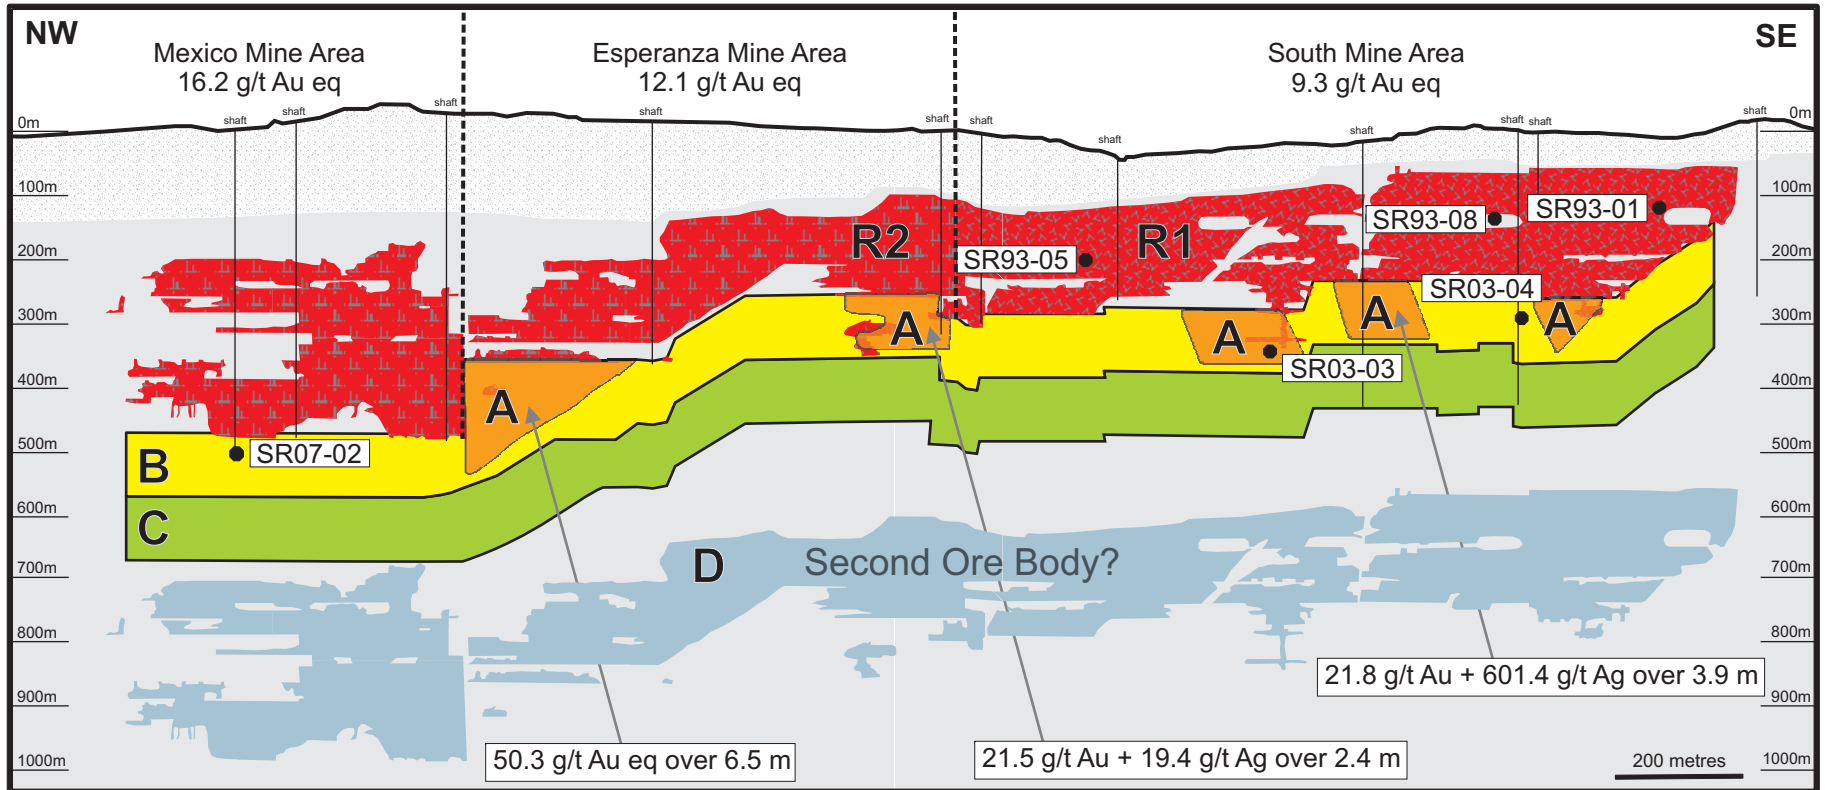 NW
SE
Mexico Mine Area
16.2 g/t Au eq
Esperanza Mine Area
12.1 g/t Au eq
South Mine Area
9.3 g/t Au eq
shaft
shaft
shaft
shaft
shaft
shaft
shaft
shaft
shaft
shaft
shaft
0m
100m
200m
300m
400m
500m
600m
700m
800m
900m
1000m
0m
100m
200m
300m
400m
500m
600m
700m
800m
900m
1000m
R2
R1
SR93-05
SR93-08
SR93-01
SR03-04
SR03-03
SR07-02
A
A
A
A
A
B
C
D
Second Ore Body?
50.3 g/t Au eq over 6.5 m
21.5 g/t Au + 19.4 g/t Ag over 2.4 m
21.8 g/t Au + 601.4 g/t Ag over 3.9 m
200 metres